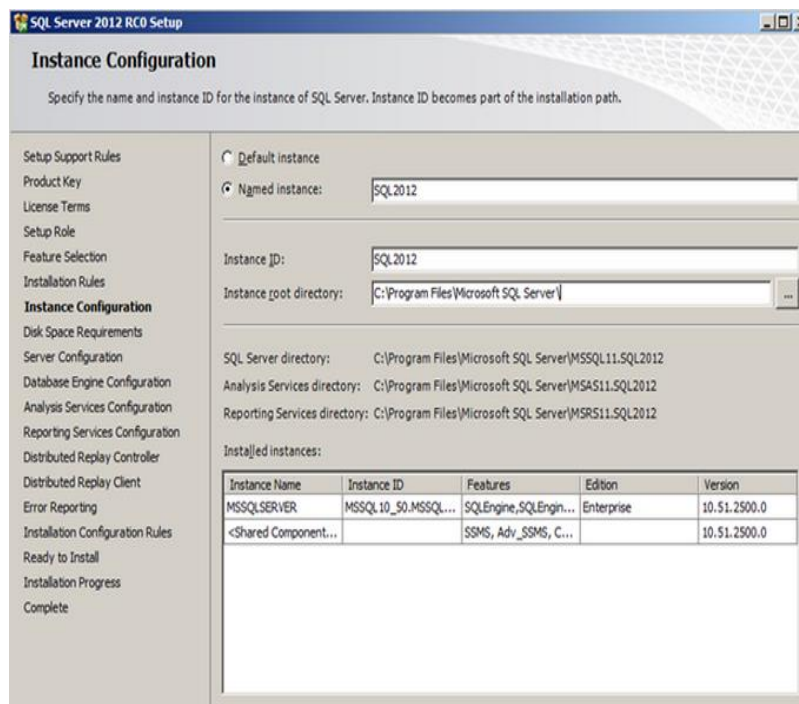 SQL Server 2012 RC0 Setup
Instance Configuration
Specify the name and instance ID for the instance of SQL Server. Instance ID becomes part of the installation path.
Setup Support Rules
Product Key
License Terms
Setup Role
Feature Selection
Installation Rules
Instance Configuration
Disk Space Requirements
Server Configuration
Database Engine Configuration
Analysis Services Configuration
Reporting Services Configuration
Distributed Replay Controller
Distributed Replay Client
Error Reporting
Installation Configuration Rules
Ready to Install
Installation Progress
Complete
Default instance
Named instance: SQL2012
Instance ID: SQL2012
Instance root directory: C:\Program Files\Microsoft SQL Server\ ...
SQL Server directory: C:\Program Files\Microsoft SQL Server\MSSQL11.SQL2012
Analysis Services directory: C:\Program Files\Microsoft SQL Server\MSAS11.SQL2012
Reporting Services directory: C:\Program Files\Microsoft SQL Server\MSRS11.SQL2012
Installed instances:
Instance Name Instance ID Features Edition Version
MSSQLSERVER MSSQL10_50.MSSQL... SQLEngine,SQLEngin... Enterprise 10.51.2500.0
<Shared Component... SSMS, Adv_SSMS, C... 10.51.2500.0